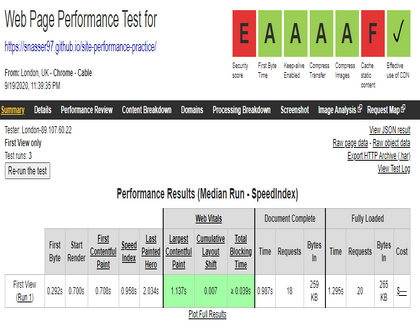 Web Page Performance Test for
https://snasser97.github.io/site-performance-practice/
From: London, UK - Chrome - Cable
9/19/2020, 11:39:35 PM
E A A A A F
Security score
First Byte Time
Keep-alive Enabled
Compress Transfer
Compress Images
Cache static content
Effective use of CDN
Summary Details Performance Review Content Breakdown Domains Processing Breakdown Screenshot Image Analysis Request Map
Tester: London-89.107.60.22
First View only
Test runs: 3
Re-run the test
View JSON result
Raw page data - Raw object data
Export HTTP Archive (.har)
View Test Log
Performance Results (Median Run - SpeedIndex)
Web Vitals Document Complete Fully Loaded
First Byte Start Render First Contentful Paint Speed Index Last Painted Hero Largest Contentful Paint Cumulative Layout Shift Total Blocking Time Time Requests Bytes In Time Requests Bytes In Cost
First View (Run 1) 0.292s 0.700s 0.708s 0.958s 2.034s 1.137s 0.007 ≥ 0.039s 0.987s 18 259 KB 1.295s 20 265 KB $----
Plot Full Results